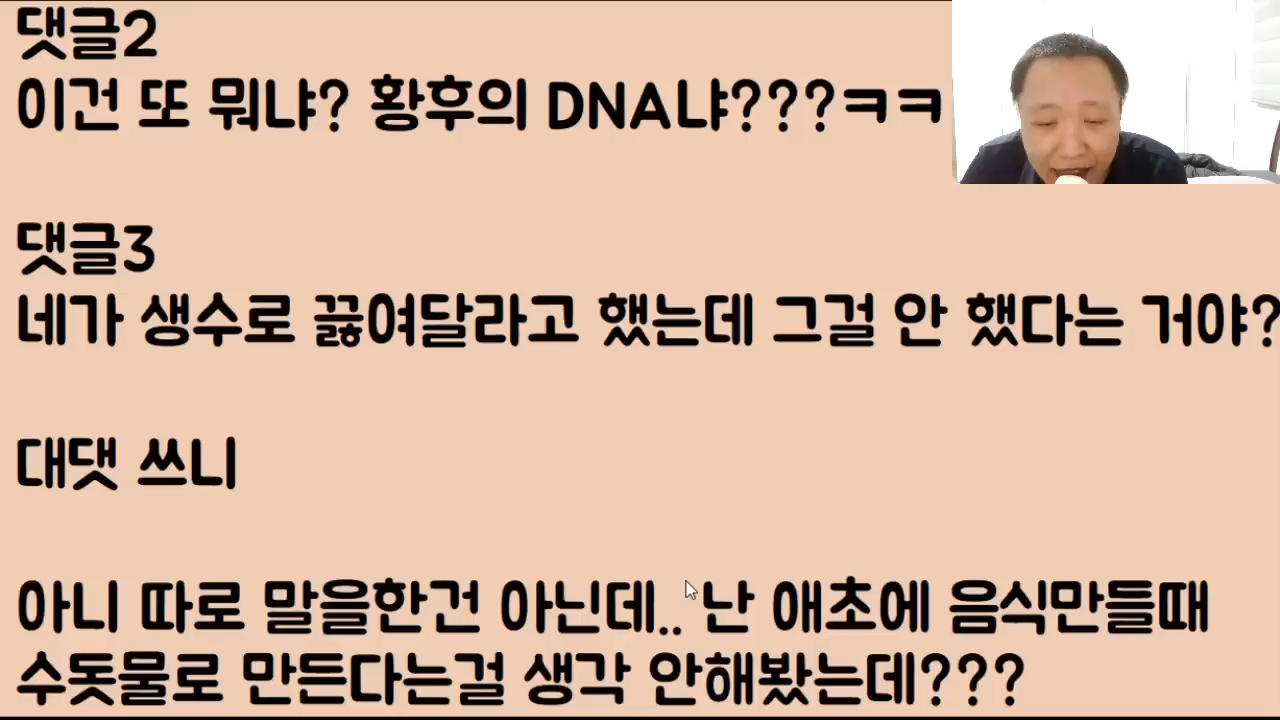 댓글2
이건 또 뭐냐? 황후의 DNA냐???ㅋㅋ
댓글3
네가 생수로 끓여달라고 했는데 그걸 안 했다는 거야?
대댓 쓰니
아니 따로 말을한건 아닌데.. 난 애초에 음식만들때
수돗물로 만든다는걸 생각 안해봤는데???